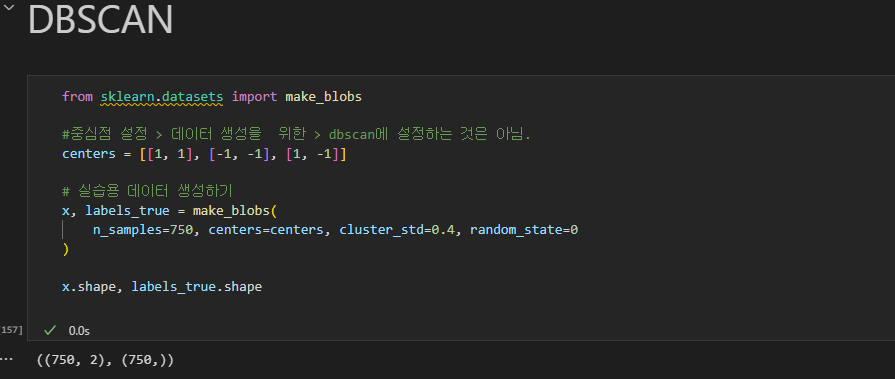 DBSCAN
from sklearn.datasets import make_blobs
#중심점 설정 > 데이터 생성을  위한 > dbscan에 설정하는 것은 아님.
centers = [[1, 1], [-1, -1], [1, -1]]
# 실습용 데이터 생성하기
x, labels_true = make_blobs(
    n_samples=750, centers=centers, cluster_std=0.4, random_state=0
)
x.shape, labels_true.shape
[157]
0.0s
((750, 2), (750,))